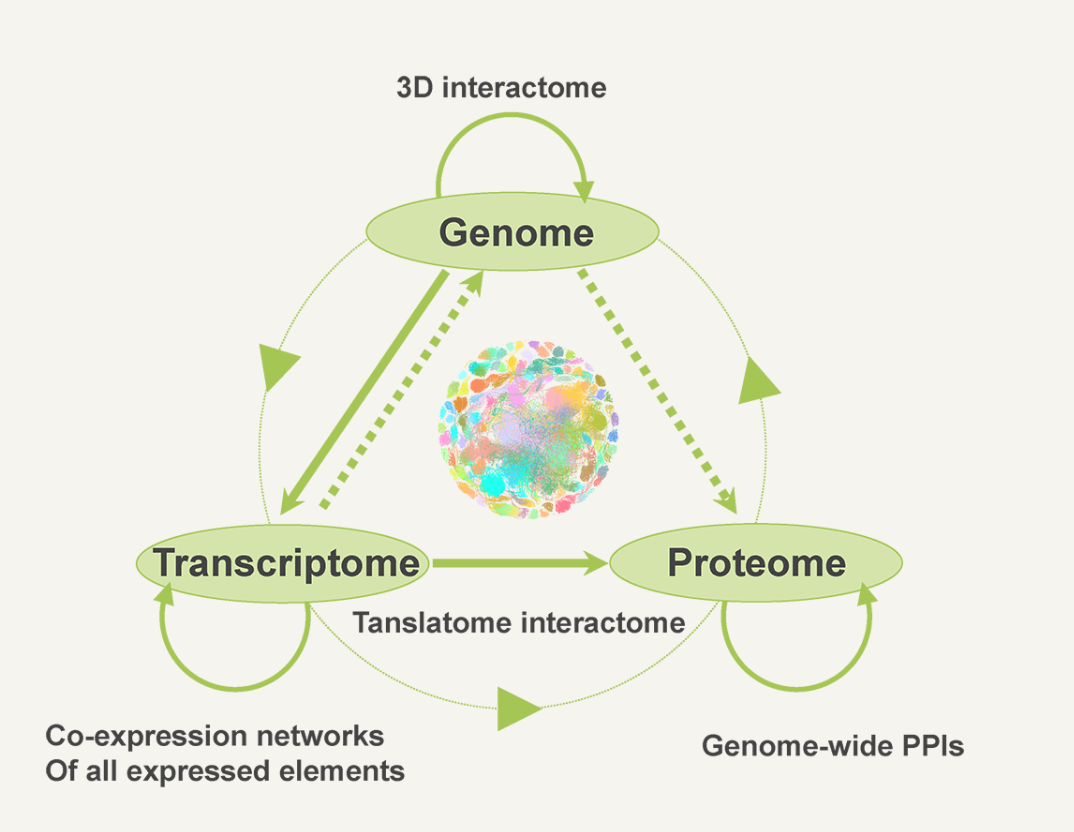 3D interactome
Genome
Transcriptome
Proteome
Tanslatome interactome
Co-expression networks
Of all expressed elements
Genome-wide PPIs